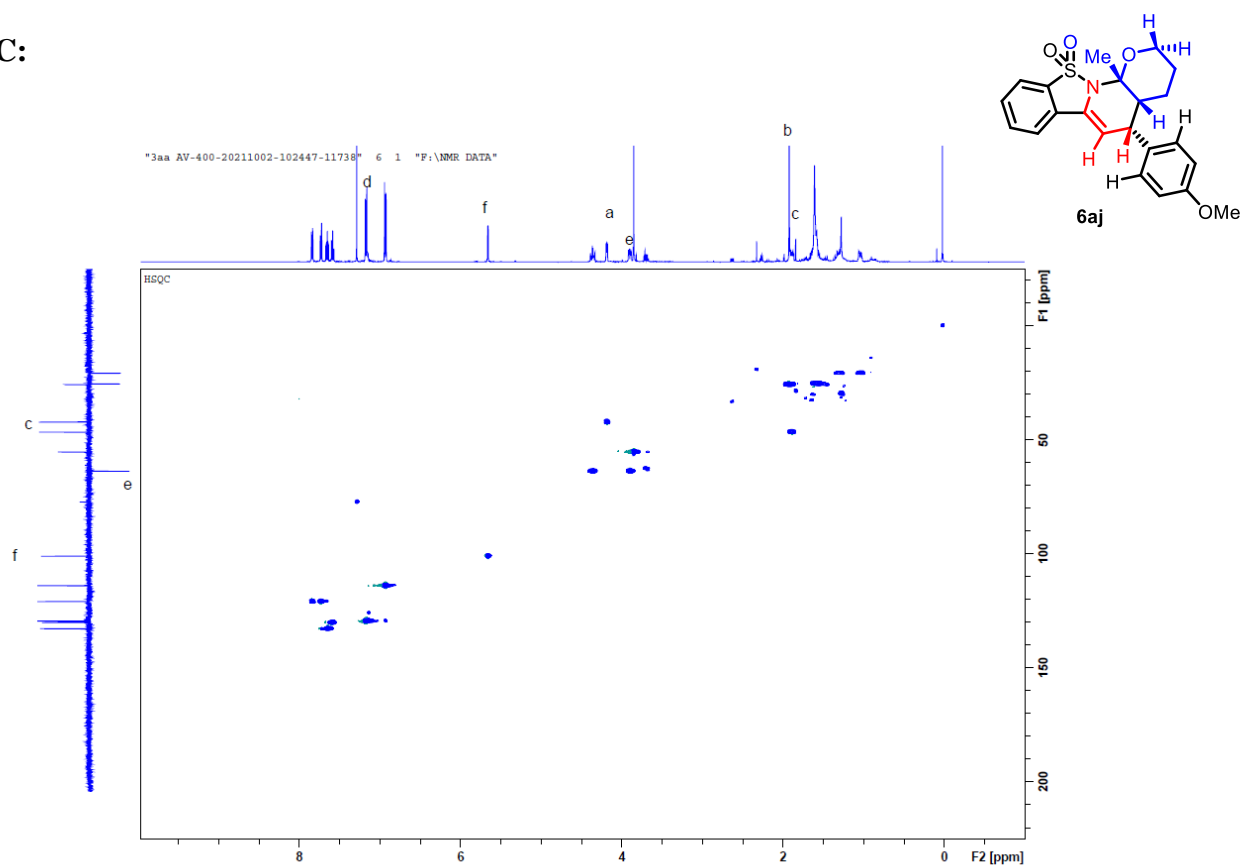 C:
H
O
O
O
H
Me
S
N
H
H
H
H
H
OMe
6aj
"3aa AV-400-20211002-102447-11738" 6 1 "F:\NMR DATA"
b
d
f
a
c
e
HSQC
F1 [ppm]
50
100
150
200
c
e
f
8
6
4
2
0
F2 [ppm]